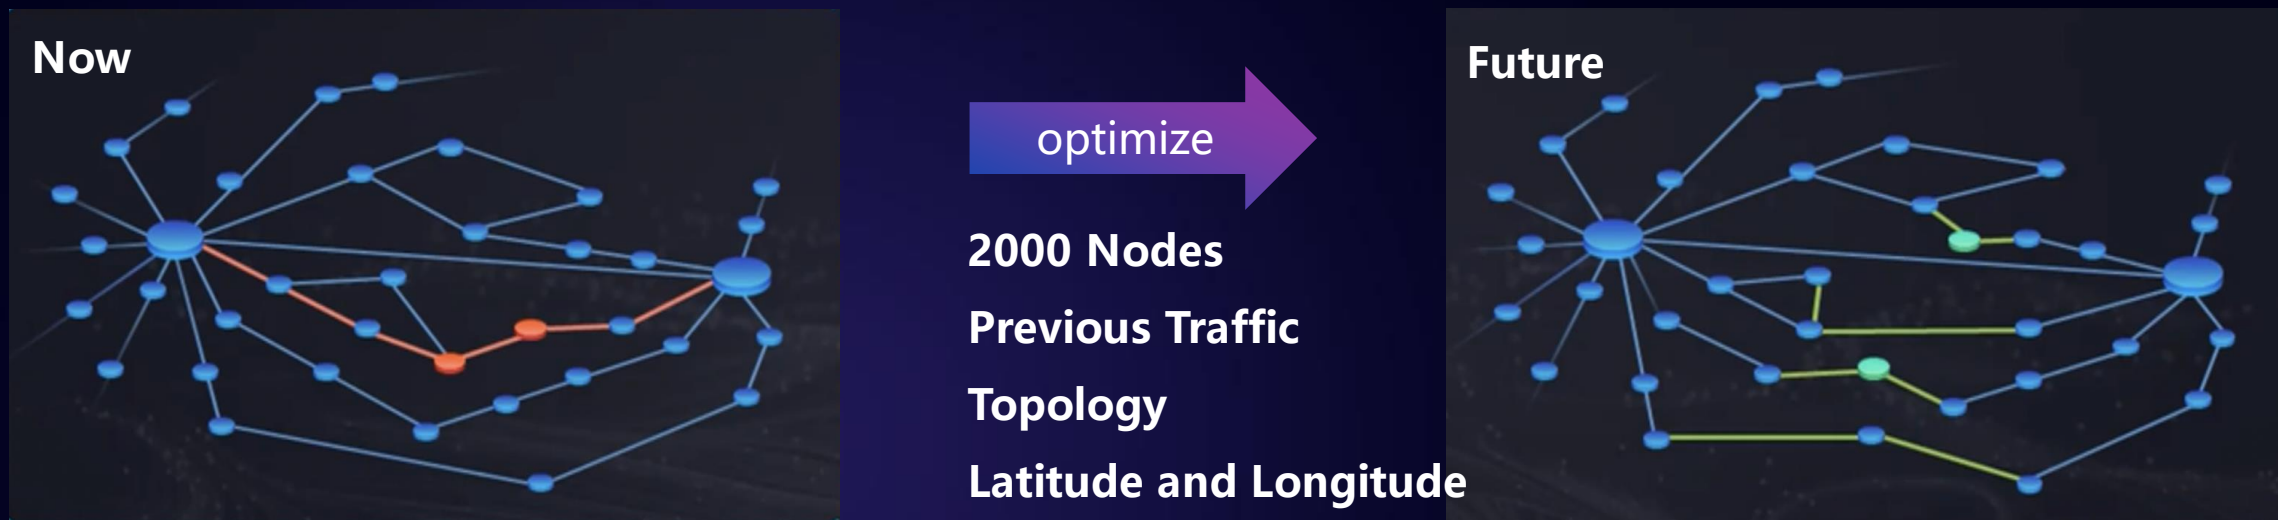 Now
optimize
2000 Nodes
Previous Traffic
Topology
Latitude and Longitude
Future